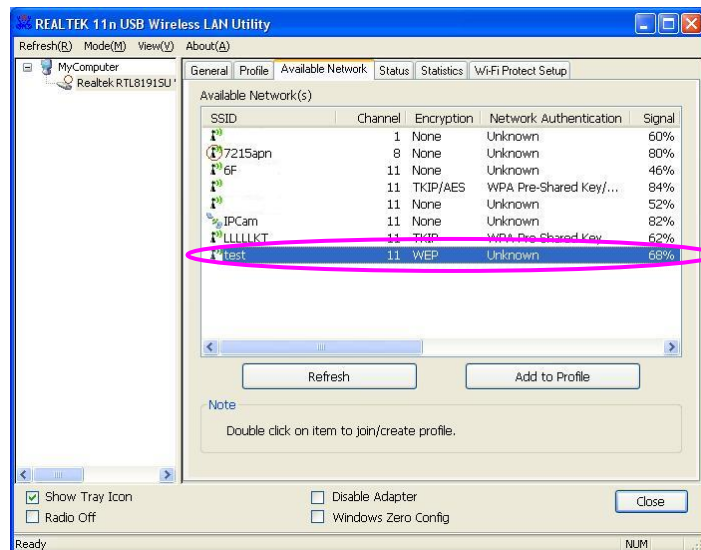 REALTEK 11n USB Wireless LAN Utility
Refresh(R) Mode(M) View(V) About(A)
MyComputer
Realtek RTL8191SU '
General Profile Available Network Status Statistics Wi-Fi Protect Setup
Available Network(s)
SSID Channel Encryption Network Authentication Signal
1 None Unknown 60%
7215apn 8 None Unknown 80%
6F 11 None Unknown 46%
11 TKIP/AES WPA Pre-Shared Key/... 84%
11 None Unknown 52%
IPCam 11 None Unknown 82%
LLLLLKT 11 TKIP WPA Pre-Shared Key 62%
test 11 WEP Unknown 68%
Refresh Add to Profile
Note
Double click on item to join/create profile.
Show Tray Icon Disable Adapter
Radio Off Windows Zero Config
Close
Ready NUM